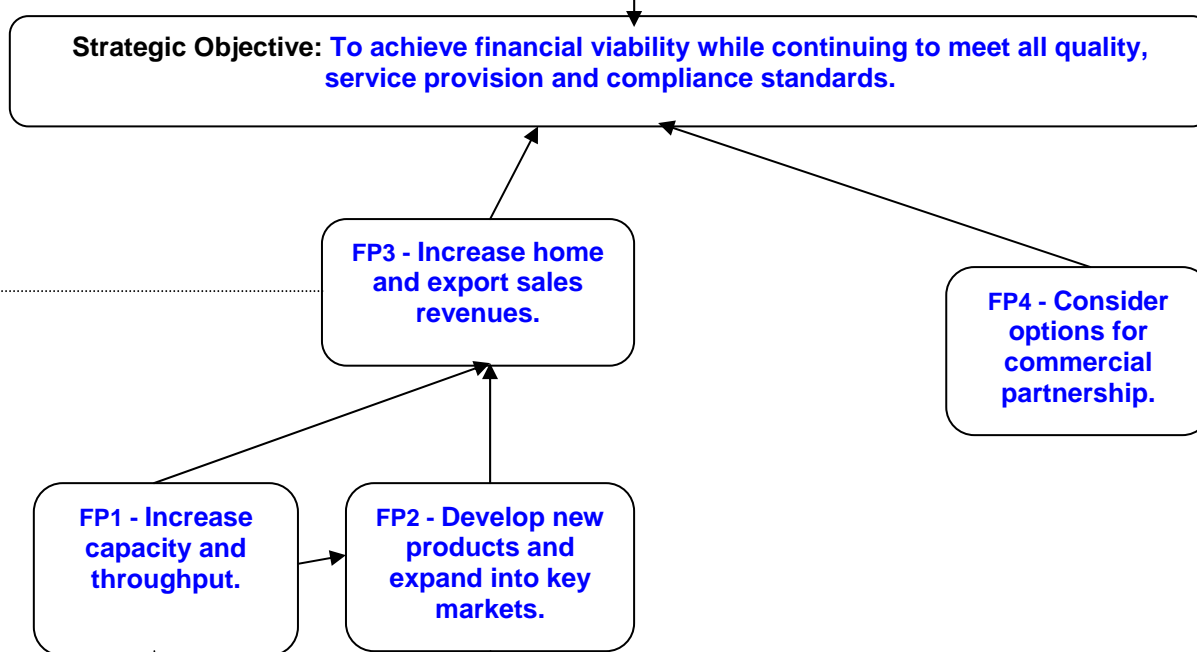 Strategic Objective: To achieve financial viability while continuing to meet all quality,
service provision and compliance standards.
FP3 - Increase home
and export sales
revenues.
FP4 - Consider
options for
commercial
partnership.
FP1 - Increase
capacity and
throughput.
FP2 - Develop new
products and
expand into key
markets.